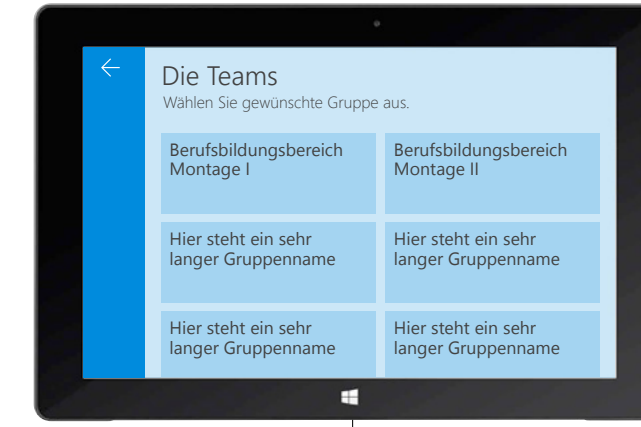 Die Teams
Wählen Sie gewünschte Gruppe aus.
Berufsbildungsbereich
Montage I
Berufsbildungsbereich
Montage II
Hier steht ein sehr
langer Gruppenname
Hier steht ein sehr
langer Gruppenname
Hier steht ein sehr
langer Gruppenname
Hier steht ein sehr
langer Gruppenname